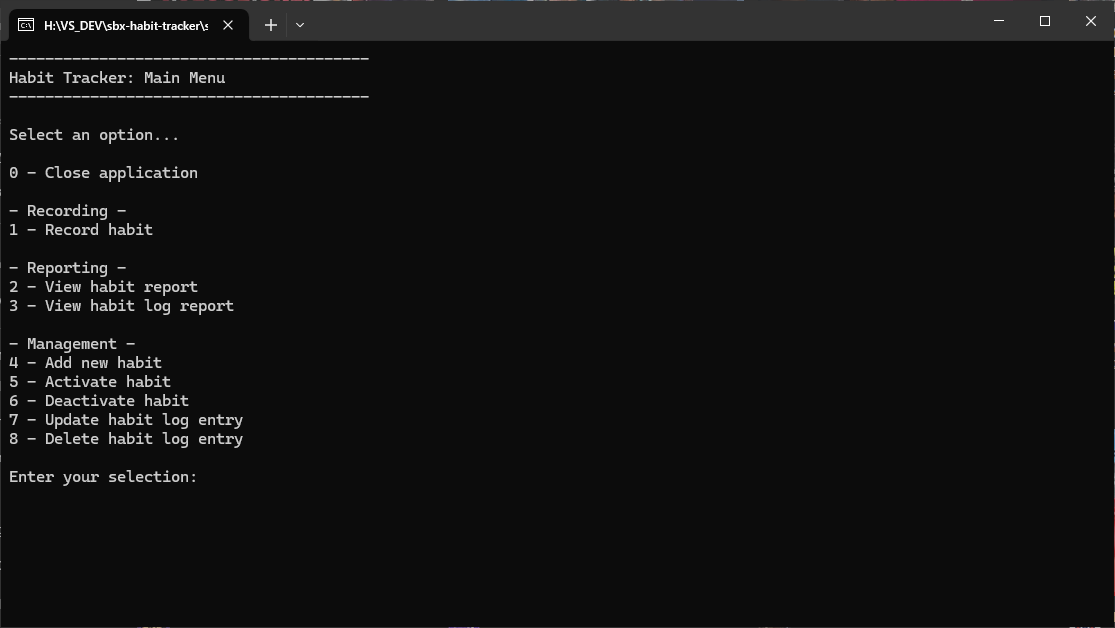 H:\VS_DEV\sbx-habit-tracker\s
----------------------------------------
Habit Tracker: Main Menu
----------------------------------------
Select an option...
0 - Close application
- Recording -
1 - Record habit
- Reporting -
2 - View habit report
3 - View habit log report
- Management -
4 - Add new habit
5 - Activate habit
6 - Deactivate habit
7 - Update habit log entry
8 - Delete habit log entry
Enter your selection: